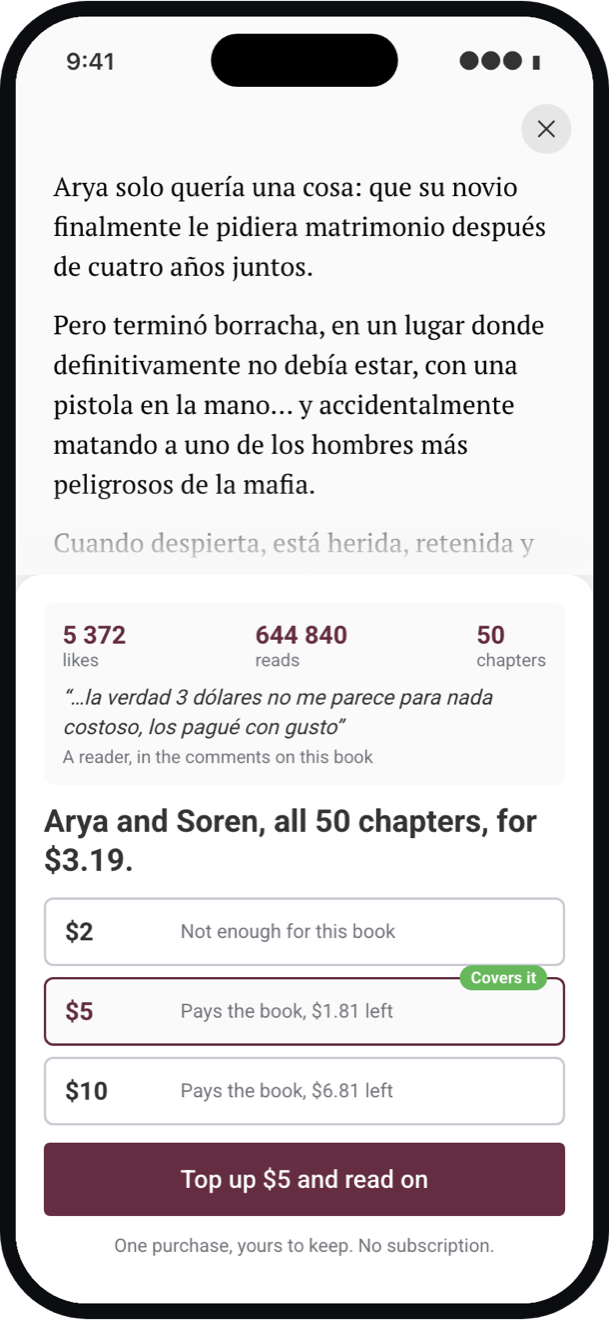 9:41
Arya solo quería una cosa: que su novio
finalmente le pidiera matrimonio después
de cuatro años juntos.
Pero terminó borracha, en un lugar donde
definitivamente no debía estar, con una
pistola en la mano... y accidentalmente
matando a uno de los hombres más
peligrosos de la mafia.
Cuando despierta, está herida, retenida y
5 372
likes
644 840
reads
50
chapters
“…la verdad 3 dólares no me parece para nada
costoso, los pagué con gusto”
A reader, in the comments on this book
Arya and Soren, all 50 chapters, for
$3.19.
$2 Not enough for this book
Covers it
$5 Pays the book, $1.81 left
$10 Pays the book, $6.81 left
Top up $5 and read on
One purchase, yours to keep. No subscription.